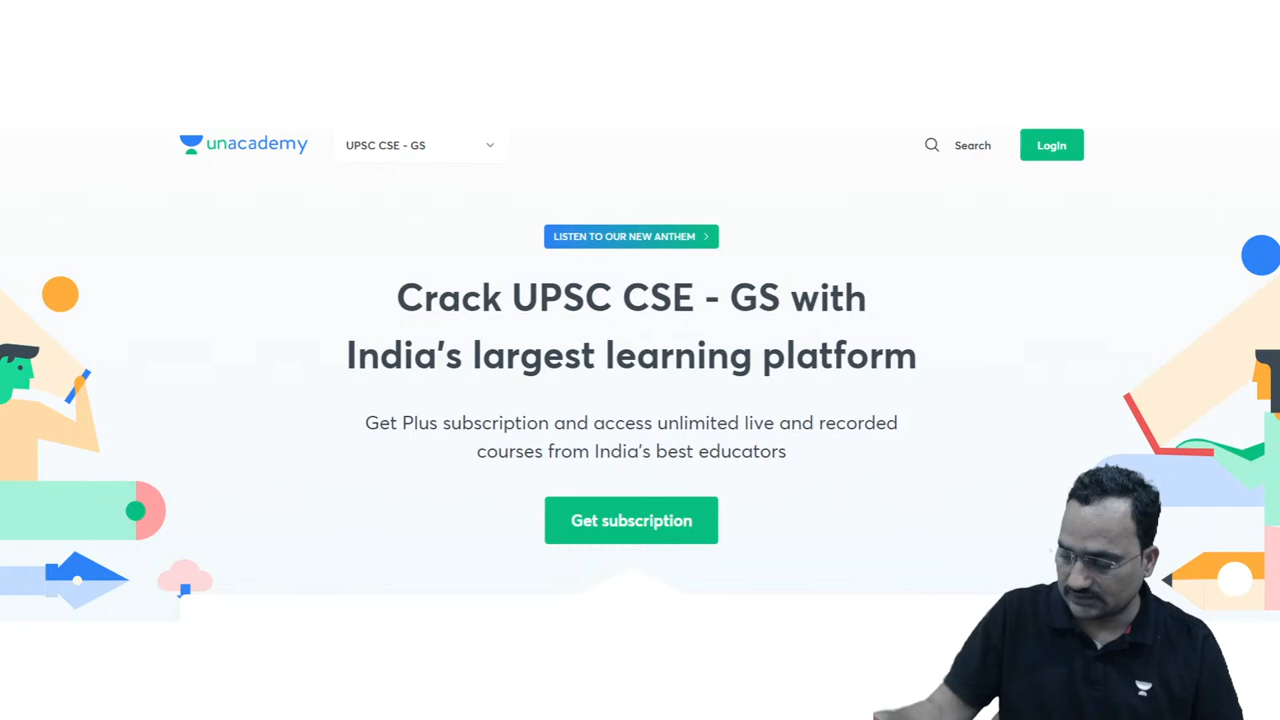 unacademy
UPSC CSE - GS
Search
Login
LISTEN TO OUR NEW ANTHEM
Crack UPSC CSE - GS with
India's largest learning platform
Get Plus subscription and access unlimited live and recorded
courses from India's best educators
Get subscription